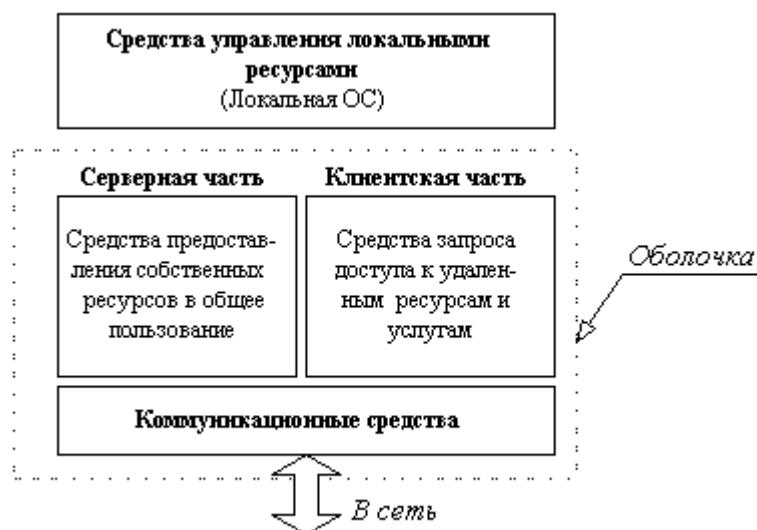 Средства управления локальными
ресурсами
(Локальная ОС)
Серверная часть
Клиентская часть
Средства предостав-
ления собственных
ресурсов в общее
пользование
Средства запроса
доступа к удален-
ным ресурсам и
услугам
Оболочка
Коммуникационные средства
В сеть